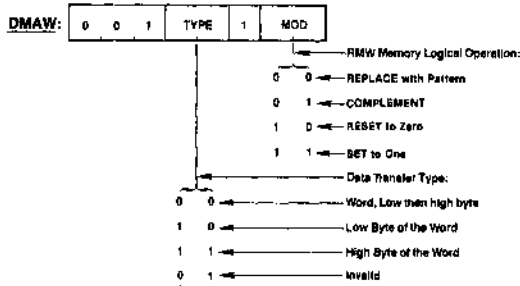 DMAW: 0 0 1 TYPE 1 MOD
RMW Memory Logical Operation:
0 0 REPLACE with Pattern
0 1 COMPLEMENT
1 0 RESET to Zero
1 1 SET to One
Data Transfer Type:
0 0 Word, Low then high byte
1 0 Low Byte of the Word
1 1 High Byte of the Word
0 1 Invalid